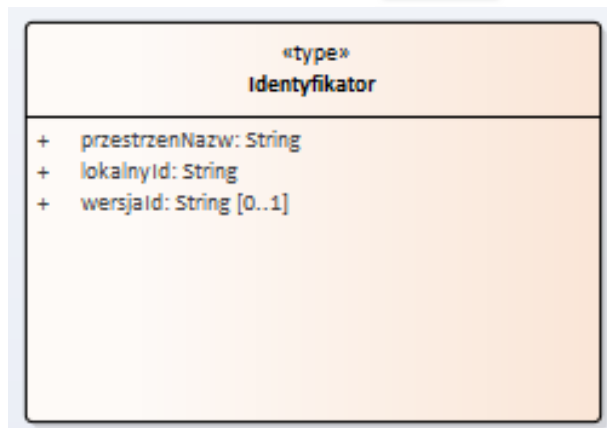 «type»
Identyfikator
+ przestrzenNazw: String
+ lokalnyId: String
+ wersjaId: String [0..1]